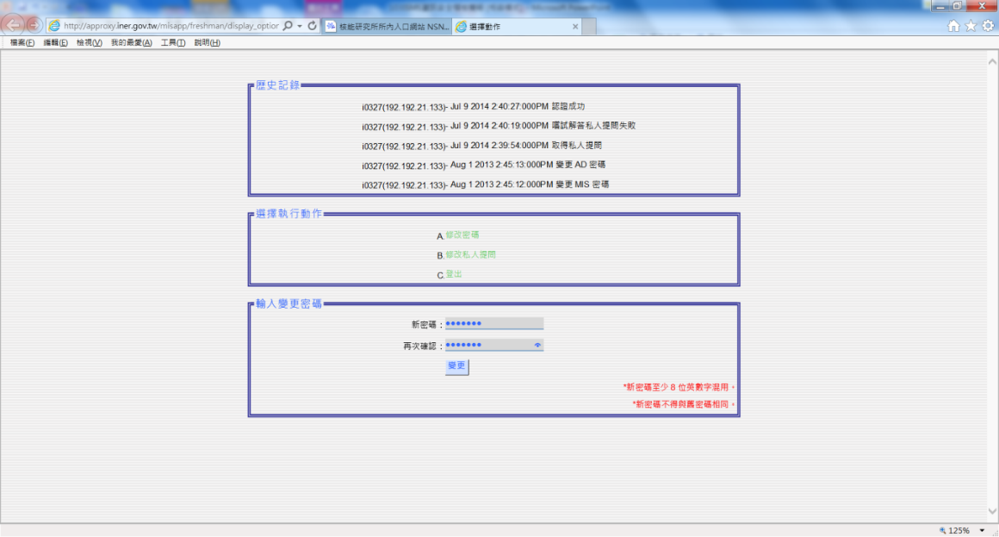 http://approxy.iner.gov.tw/misapp/freshman/display_option
核能研究所所內入口網站 NSN...
選擇動作
檔案(F) 編輯(E) 檢視(V) 我的最愛(A) 工具(T) 說明(H)
歷史記錄
i0327(192.192.21.133)- Jul 9 2014 2:40:27:000PM 認證成功
i0327(192.192.21.133)- Jul 9 2014 2:40:19:000PM 嚐試解答私人提問失敗
i0327(192.192.21.133)- Jul 9 2014 2:39:54:000PM 取得私人提問
i0327(192.192.21.133)- Aug 1 2013 2:45:13:000PM 變更 AD 密碼
i0327(192.192.21.133)- Aug 1 2013 2:45:12:000PM 變更 MIS 密碼
選擇執行動作
A.修改密碼
B.修改私人提問
C.登出
輸入變更密碼
新密碼：
再次確認：
變更
*新密碼至少 8 位英數字混用。
*新密碼不得與舊密碼相同。
125%